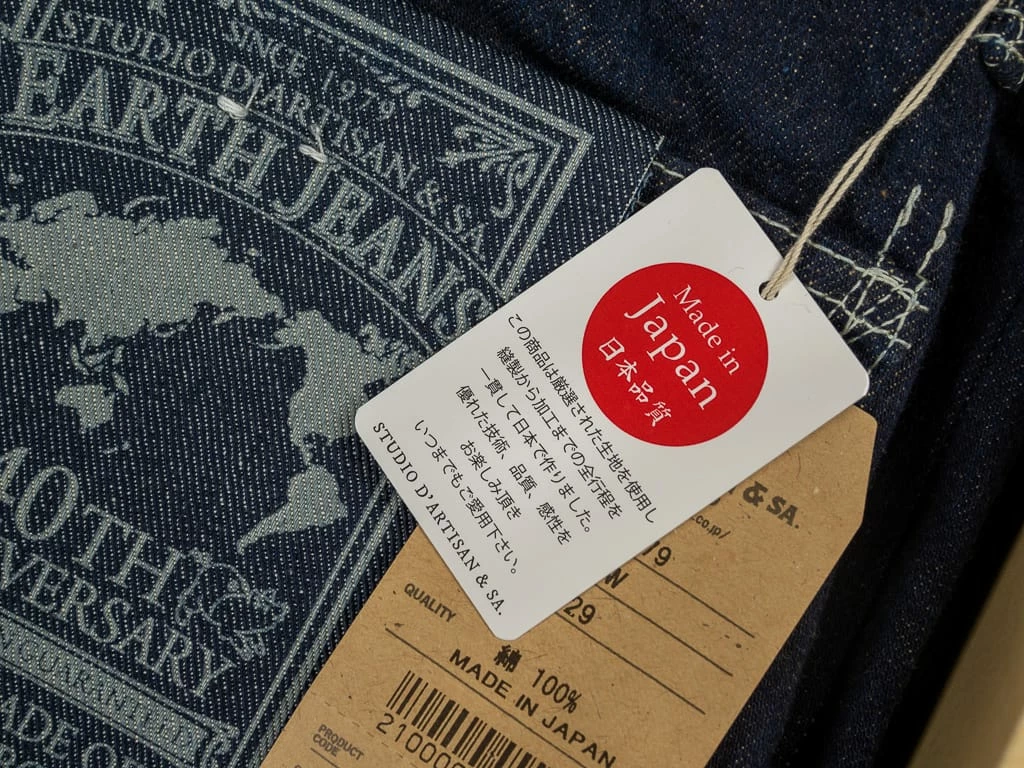 SINCE 1979
STUDIO D'ARTISAN & SA.
EARTH JEANS
40TH
GUARANTEED
Made in
Japan
日本品質
この商品は厳選された生地を使用し
縫製から加工までの全行程を
一貫して日本で作りました。
優れた技術、品質、感性を
お楽しみ頂き
いつまでもご愛用下さい。
STUDIO D'ARTISAN & SA.
& SA.
.co.jp/
79
W
29
QUALITY
綿 100%
MADE IN JAPAN
PRODUCT
CODE